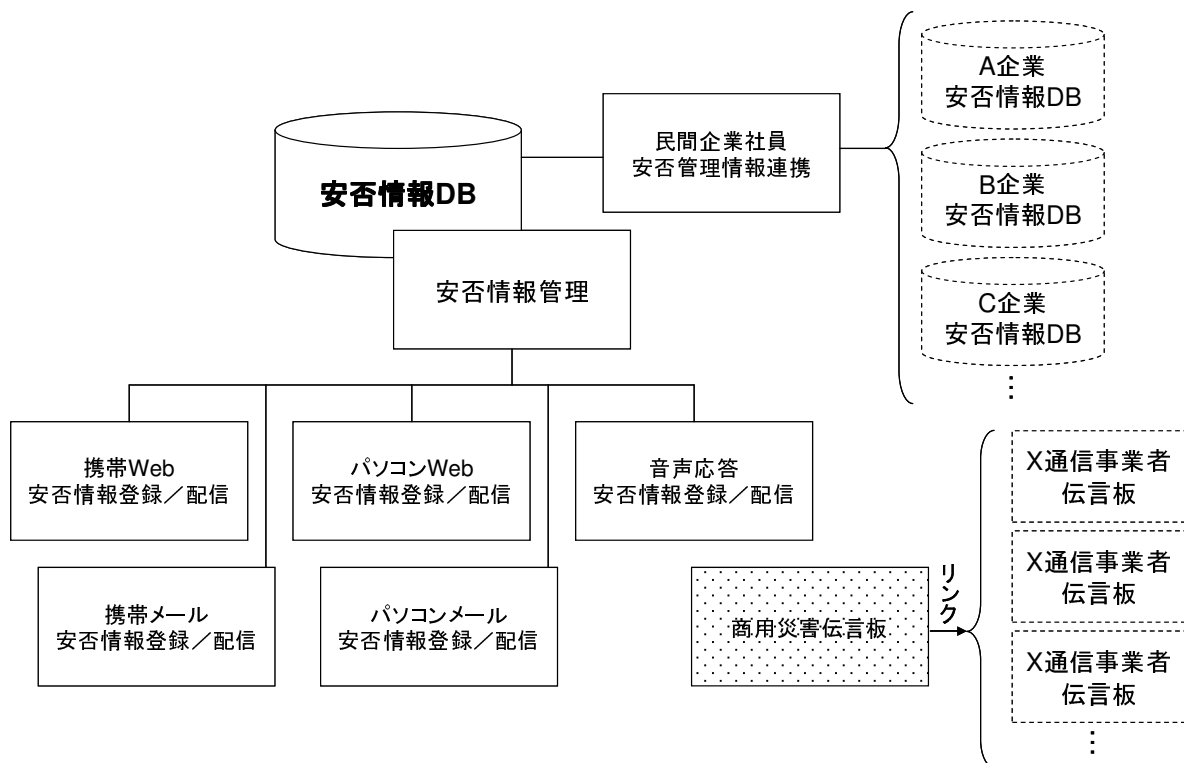 安否情報DB
民間企業社員
安否管理情報連携
A企業
安否情報DB
B企業
安否情報DB
C企業
安否情報DB
⋮
安否情報管理
携帯Web
安否情報登録／配信
パソコンWeb
安否情報登録／配信
音声応答
安否情報登録／配信
携帯メール
安否情報登録／配信
パソコンメール
安否情報登録／配信
商用災害伝言板
リンク
X通信事業者
伝言板
X通信事業者
伝言板
X通信事業者
伝言板
⋮